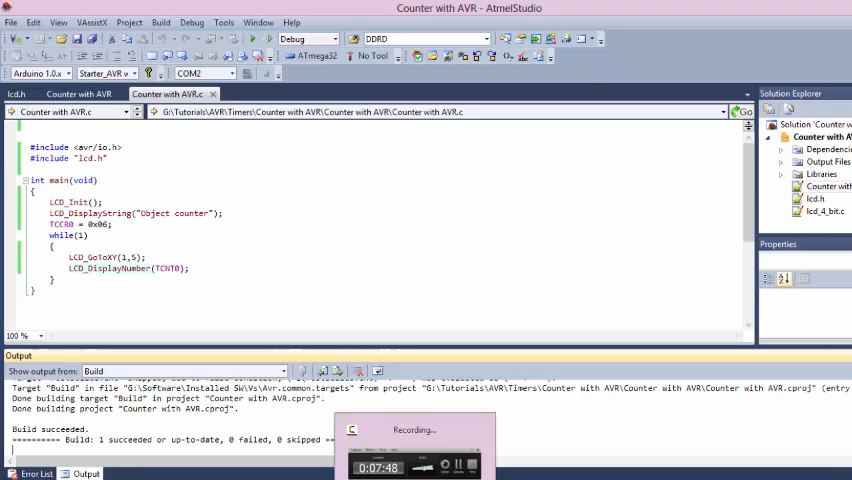 Counter with AVR - AtmelStudio
File Edit View VAssistX Project Build Debug Tools Window Help
Debug DDRD
ATmega32 No Tool
Arduino 1.0.x Starter_AVR COM2
lcd.h Counter with AVR Counter with AVR.c
Counter with AVR.c G:\Tutorials\AVR\Timers\Counter with AVR\Counter with AVR\Counter with AVR.c Go
#include <avr/io.h>
#include "lcd.h"
int main(void)
{
LCD_Init();
LCD_DisplayString("Object counter");
TCCR0 = 0x06;
while(1)
{
LCD_GoToXY(1,5);
LCD_DisplayNumber(TCNT0);
}
}
100 %
Solution Explorer
Solution 'Counter w
Counter with A
Dependenci
Output Files
Libraries
Counter with
lcd.h
lcd_4_bit.c
Properties
Output
Show output from: Build
Target "Build" in file "G:\Software\Installed SW\Vs\Avr.common.targets" from project "G:\Tutorials\AVR\Timers\Counter with AVR\Counter with AVR\Counter with AVR.cproj" (entry
Done building target "Build" in project "Counter with AVR.cproj".
Done building project "Counter with AVR.cproj".
Build succeeded.
========== Build: 1 succeeded or up-to-date, 0 failed, 0 skipped ==
Recording...
0:07:48
Error List Output